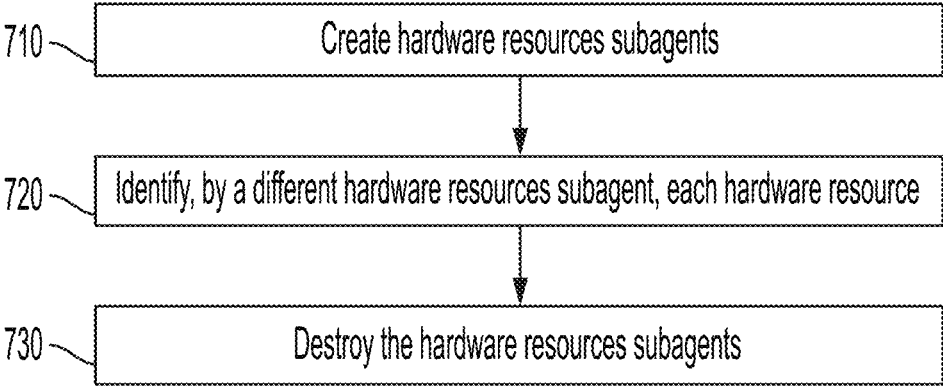 710
Create hardware resources subagents
720
Identify, by a different hardware resources subagent, each hardware resource
730
Destroy the hardware resources subagents